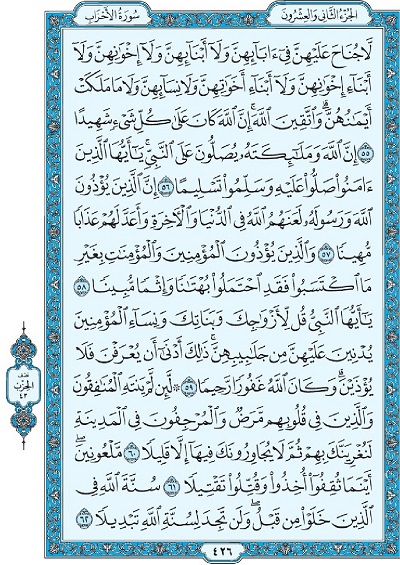 الجزء الثاني والعشرون
سورة الأحزاب
لَّا جُنَاحَ عَلَيْهِنَّ فِىٓ ءَابَآئِهِنَّ وَلَآ أَبْنَآئِهِنَّ وَلَآ إِخْوَٰنِهِنَّ وَلَآ
أَبْنَآءِ إِخْوَٰنِهِنَّ وَلَآ أَبْنَآءِ أَخَوَٰتِهِنَّ وَلَا نِسَآئِهِنَّ وَلَا مَا مَلَكَتْ
أَيْمَٰنُهُنَّ ۗ وَٱتَّقِينَ ٱللَّهَ ۚ إِنَّ ٱللَّهَ كَانَ عَلَىٰ كُلِّ شَىْءٍ شَهِيدًا
٥٥ إِنَّ ٱللَّهَ وَمَلَٰٓئِكَتَهُۥ يُصَلُّونَ عَلَى ٱلنَّبِىِّ ۚ يَٰٓأَيُّهَا ٱلَّذِينَ
ءَامَنُوا۟ صَلُّوا۟ عَلَيْهِ وَسَلِّمُوا۟ تَسْلِيمًا ٥٦ إِنَّ ٱلَّذِينَ يُؤْذُونَ
ٱللَّهَ وَرَسُولَهُۥ لَعَنَهُمُ ٱللَّهُ فِى ٱلدُّنْيَا وَٱلْءَاخِرَةِ وَأَعَدَّ لَهُمْ عَذَابًا
مُّهِينًا ٥٧ وَٱلَّذِينَ يُؤْذُونَ ٱلْمُؤْمِنِينَ وَٱلْمُؤْمِنَٰتِ بِغَيْرِ
مَا ٱكْتَسَبُوا۟ فَقَدِ ٱحْتَمَلُوا۟ بُهْتَٰنًا وَإِثْمًا مُّبِينًا ٥٨
يَٰٓأَيُّهَا ٱلنَّبِىُّ قُل لِّأَزْوَٰجِكَ وَبَنَاتِكَ وَنِسَآءِ ٱلْمُؤْمِنِينَ
يُدْنِينَ عَلَيْهِنَّ مِن جَلَٰبِيبِهِنَّ ۚ ذَٰلِكَ أَدْنَىٰٓ أَن يُعْرَفْنَ فَلَا
يُؤْذَيْنَ ۗ وَكَانَ ٱللَّهُ غَفُورًا رَّحِيمًا ٥٩ ۞ لَّئِن لَّمْ يَنتَهِ ٱلْمُنَٰفِقُونَ
وَٱلَّذِينَ فِى قُلُوبِهِم مَّرَضٌ وَٱلْمُرْجِفُونَ فِى ٱلْمَدِينَةِ
لَنُغْرِيَنَّكَ بِهِمْ ثُمَّ لَا يُجَاوِرُونَكَ فِيهَآ إِلَّا قَلِيلًا ٦٠ مَّلْعُونِينَ ۖ
أَيْنَمَا ثُقِفُوٓا۟ أُخِذُوا۟ وَقُتِّلُوا۟ تَقْتِيلًا ٦١ سُنَّةَ ٱللَّهِ فِى
ٱلَّذِينَ خَلَوْا۟ مِن قَبْلُ ۖ وَلَن تَجِدَ لِسُنَّةِ ٱللَّهِ تَبْدِيلًا ٦٢
نصف
الحزب
٤٣
٤٢٦